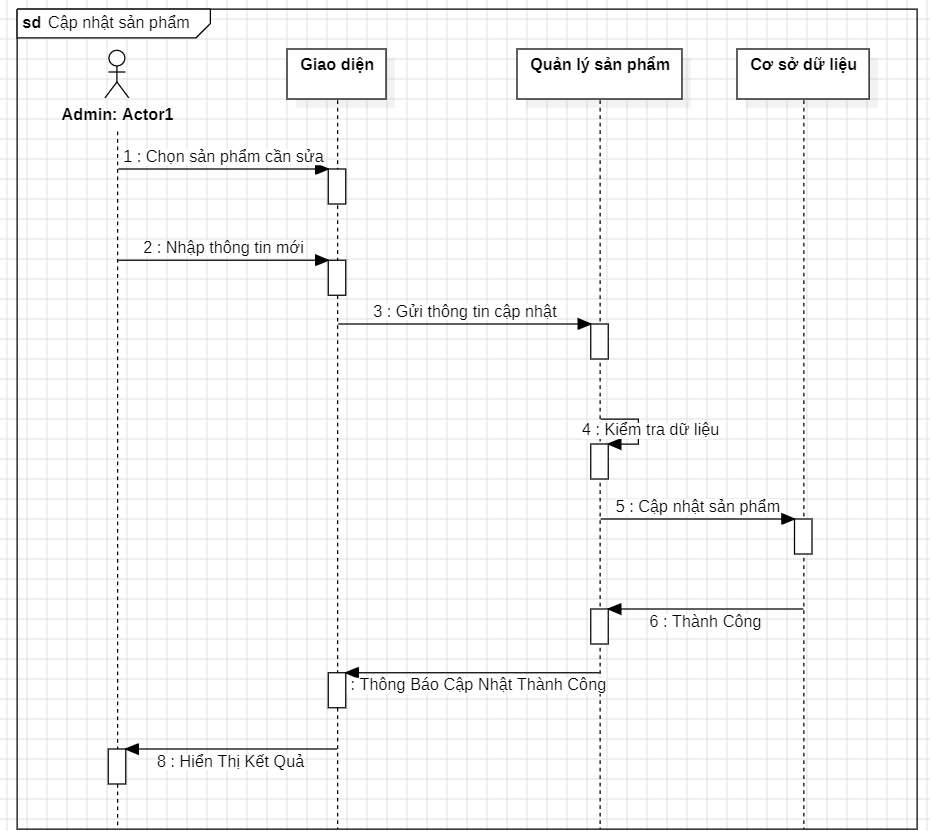 sd Cập nhật sản phẩm
Admin: Actor1
Giao diện
Quản lý sản phẩm
Cơ sở dữ liệu
1 : Chọn sản phẩm cần sửa
2 : Nhập thông tin mới
3 : Gửi thông tin cập nhật
4 : Kiểm tra dữ liệu
5 : Cập nhật sản phẩm
6 : Thành Công
: Thông Báo Cập Nhật Thành Công
8 : Hiển Thị Kết Quả